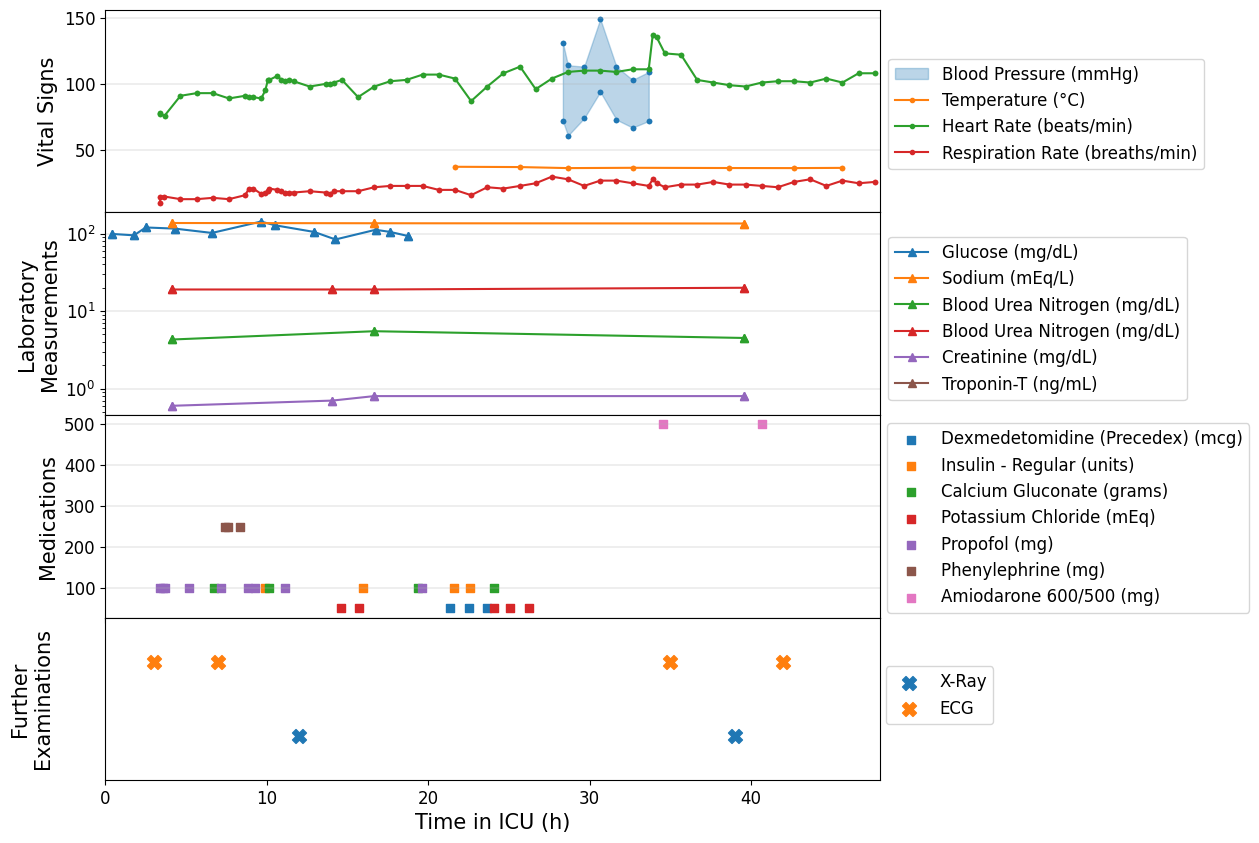 150
100
50
Vital Signs
Blood Pressure (mmHg)
Temperature (°C)
Heart Rate (beats/min)
Respiration Rate (breaths/min)
10²
10¹
10⁰
Laboratory
Measurements
Glucose (mg/dL)
Sodium (mEq/L)
Blood Urea Nitrogen (mg/dL)
Blood Urea Nitrogen (mg/dL)
Creatinine (mg/dL)
Troponin-T (ng/mL)
500
400
300
200
100
Medications
Dexmedetomidine (Precedex) (mcg)
Insulin - Regular (units)
Calcium Gluconate (grams)
Potassium Chloride (mEq)
Propofol (mg)
Phenylephrine (mg)
Amiodarone 600/500 (mg)
Further
Examinations
X-Ray
ECG
0 10 20 30 40
Time in ICU (h)